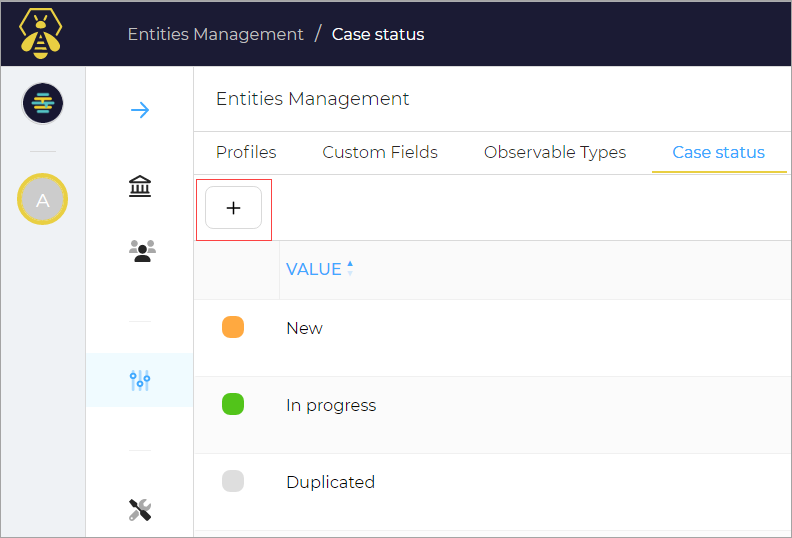 Entities Management / Case status
Entities Management
Profiles Custom Fields Observable Types Case status
A
+
VALUE
New
In progress
Duplicated